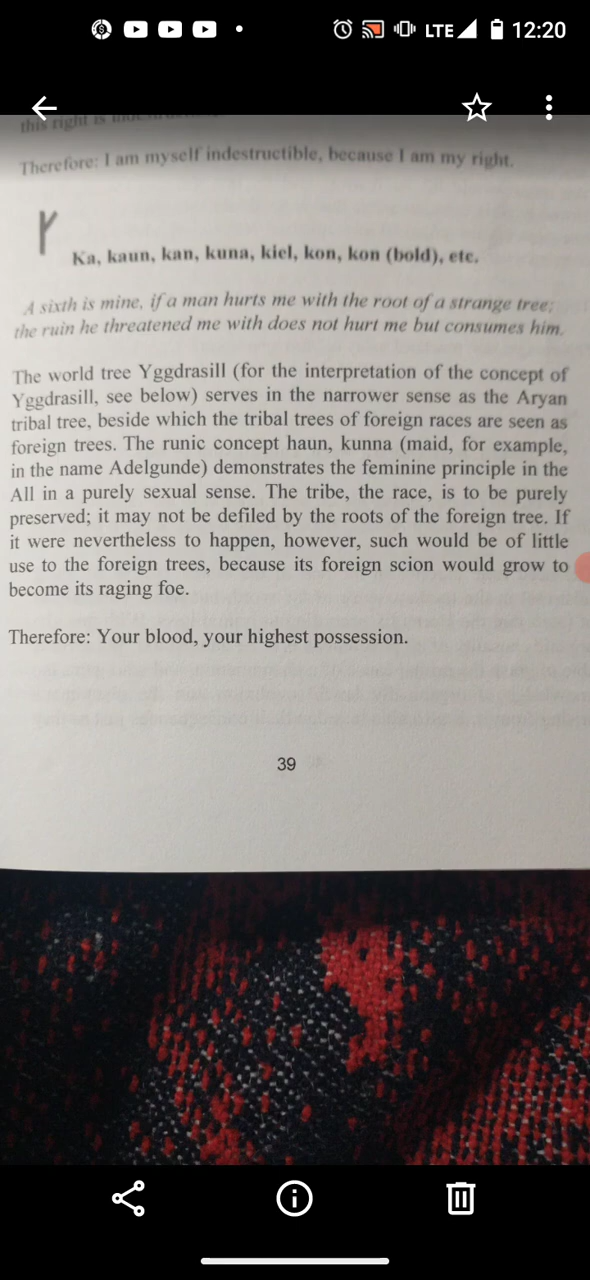 LTE 12:20
this right is
Therefore: I am myself indestructible, because I am my right.
Ka, kaun, kan, kuna, kiel, kon, kon (bold), etc.
A sixth is mine, if a man hurts me with the root of a strange tree;
the ruin he threatened me with does not hurt me but consumes him.
The world tree Yggdrasill (for the interpretation of the concept of
Yggdrasill, see below) serves in the narrower sense as the Aryan
tribal tree, beside which the tribal trees of foreign races are seen as
foreign trees. The runic concept haun, kunna (maid, for example,
in the name Adelgunde) demonstrates the feminine principle in the
All in a purely sexual sense. The tribe, the race, is to be purely
preserved; it may not be defiled by the roots of the foreign tree. If
it were nevertheless to happen, however, such would be of little
use to the foreign trees, because its foreign scion would grow to
become its raging foe.
Therefore: Your blood, your highest possession.
39